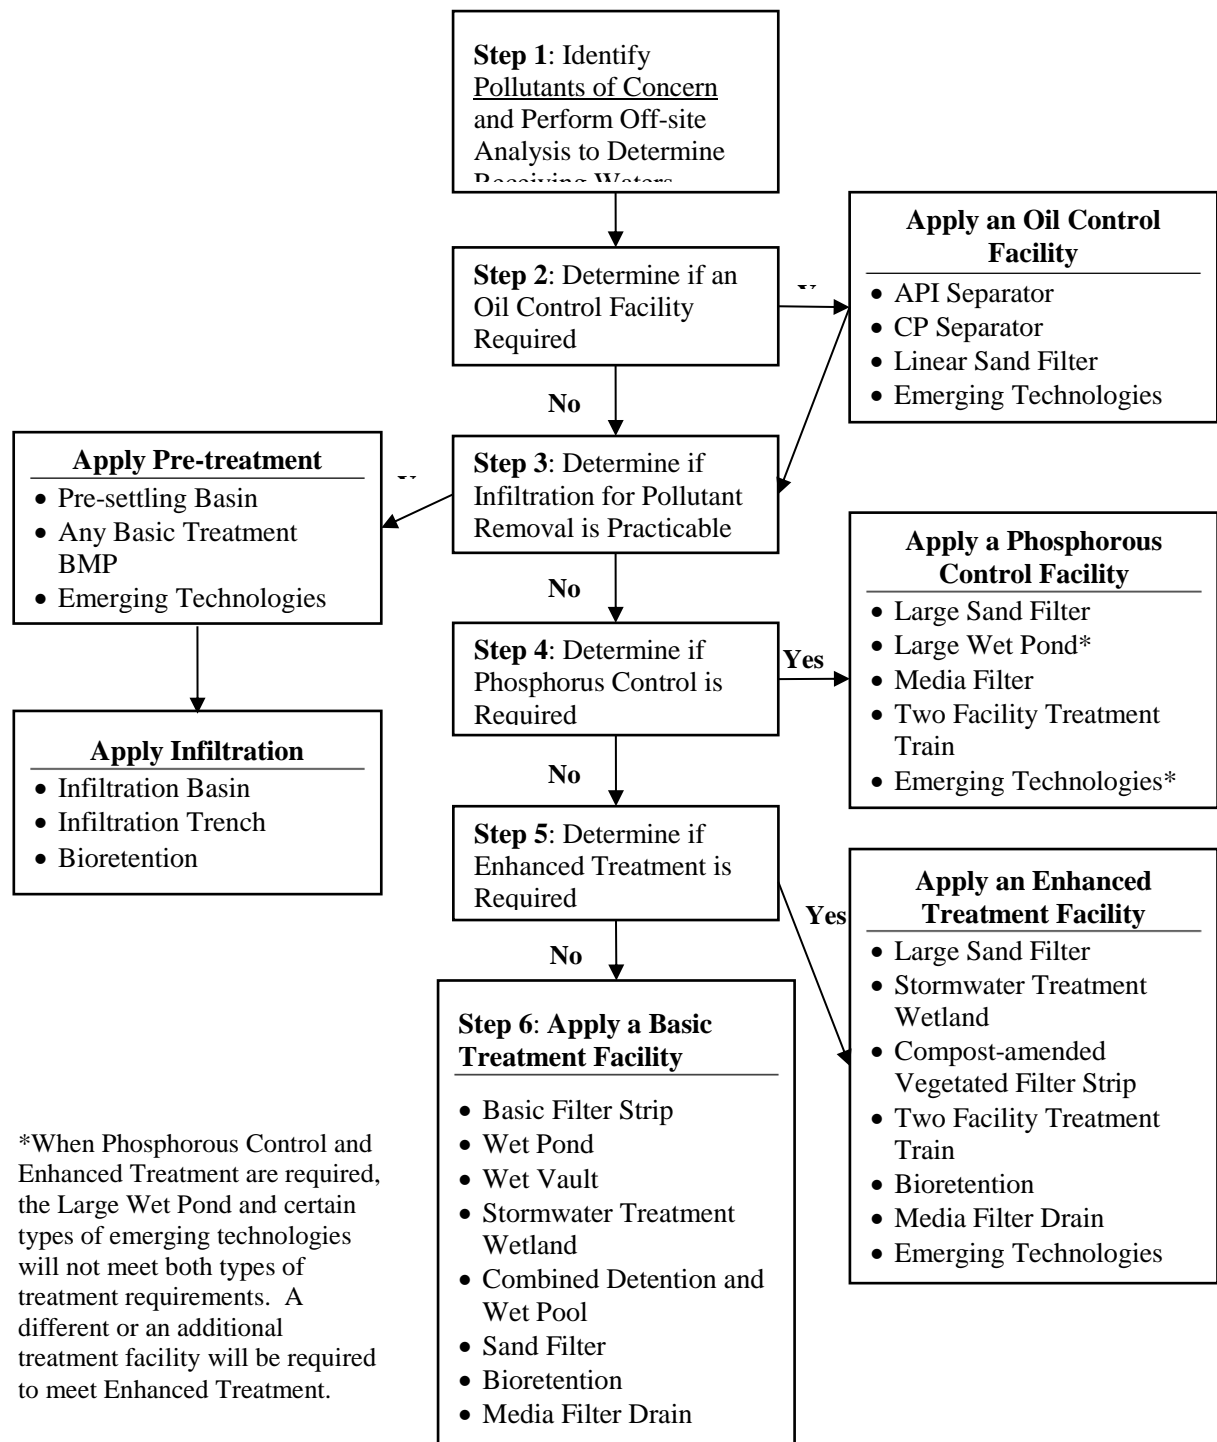 Step 1: Identify
Pollutants of Concern
and Perform Off-site
Analysis to Determine
Receiving Waters
Step 2: Determine if an
Oil Control Facility
Required
Apply an Oil Control
Facility
• API Separator
• CP Separator
• Linear Sand Filter
• Emerging Technologies
No
Step 3: Determine if
Infiltration for Pollutant
Removal is Practicable
Apply Pre-treatment
• Pre-settling Basin
• Any Basic Treatment
BMP
• Emerging Technologies
Apply Infiltration
• Infiltration Basin
• Infiltration Trench
• Bioretention
No
Step 4: Determine if
Phosphorus Control is
Required
Yes
Apply a Phosphorous
Control Facility
• Large Sand Filter
• Large Wet Pond*
• Media Filter
• Two Facility Treatment
Train
• Emerging Technologies*
No
Step 5: Determine if
Enhanced Treatment is
Required
Yes
Apply an Enhanced
Treatment Facility
• Large Sand Filter
• Stormwater Treatment
Wetland
• Compost-amended
Vegetated Filter Strip
• Two Facility Treatment
Train
• Bioretention
• Media Filter Drain
• Emerging Technologies
No
Step 6: Apply a Basic
Treatment Facility
• Basic Filter Strip
• Wet Pond
• Wet Vault
• Stormwater Treatment
Wetland
• Combined Detention and
Wet Pool
• Sand Filter
• Bioretention
• Media Filter Drain
*When Phosphorous Control and
Enhanced Treatment are required,
the Large Wet Pond and certain
types of emerging technologies
will not meet both types of
treatment requirements. A
different or an additional
treatment facility will be required
to meet Enhanced Treatment.